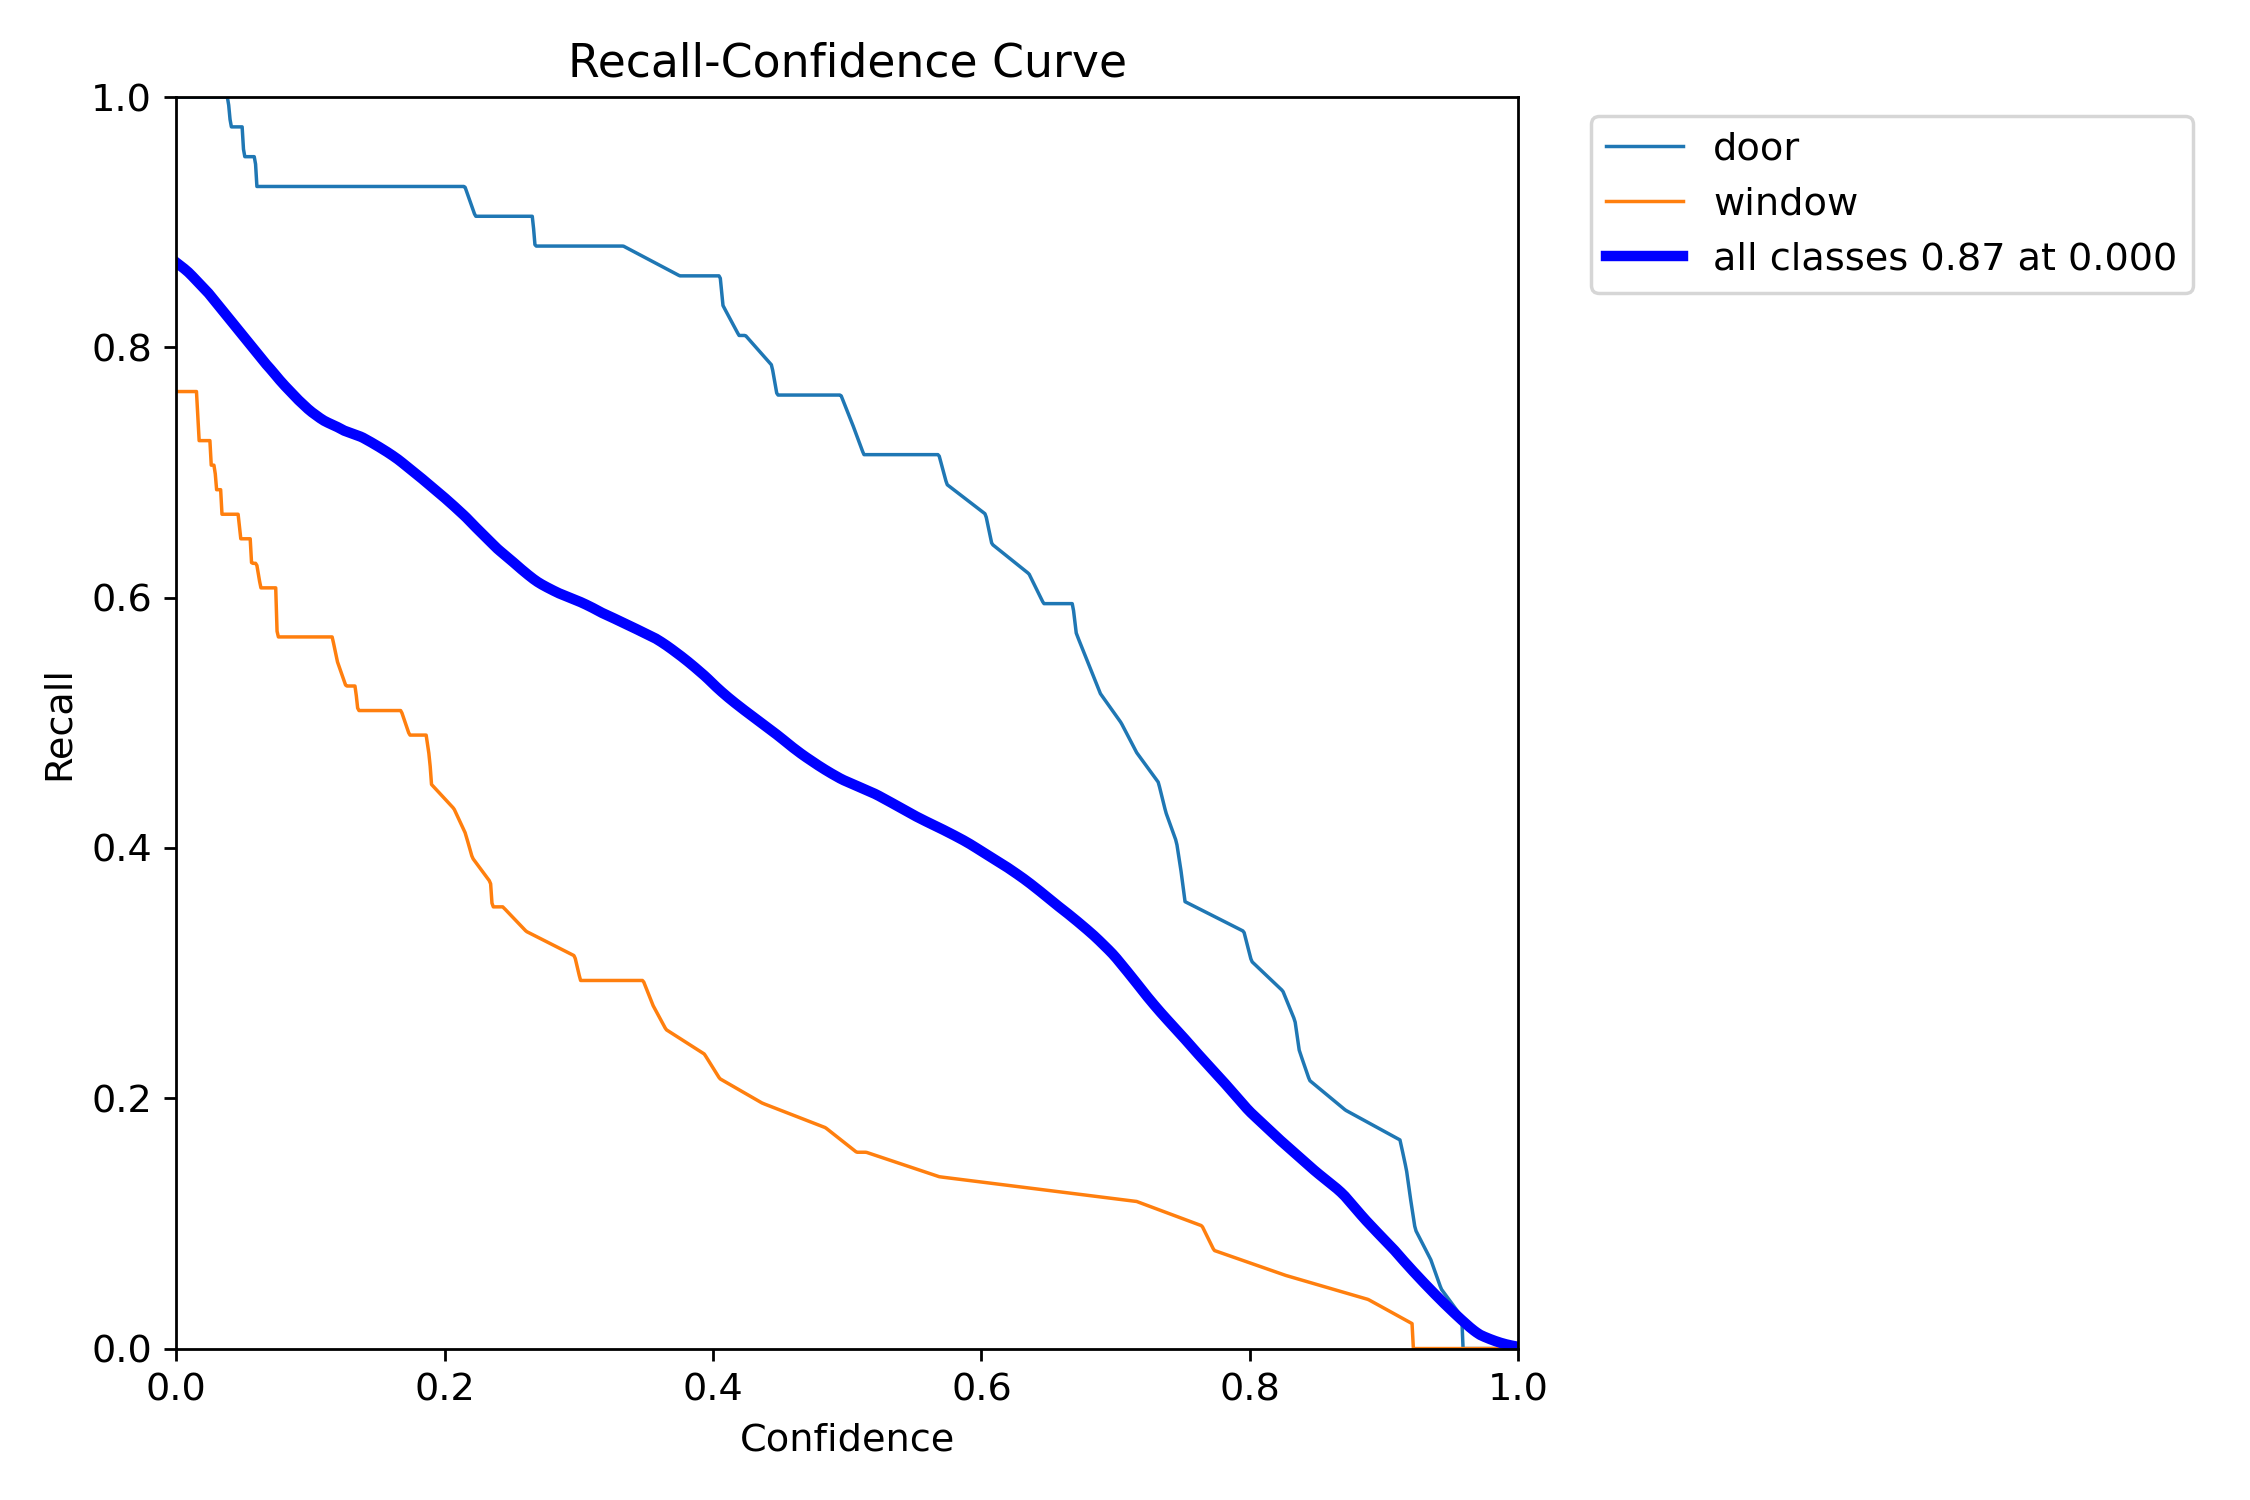 Recall-Confidence Curve
1.0
0.8
0.6
0.4
0.2
0.0
Recall
0.0 0.2 0.4 0.6 0.8 1.0
Confidence
door
window
all classes 0.87 at 0.000